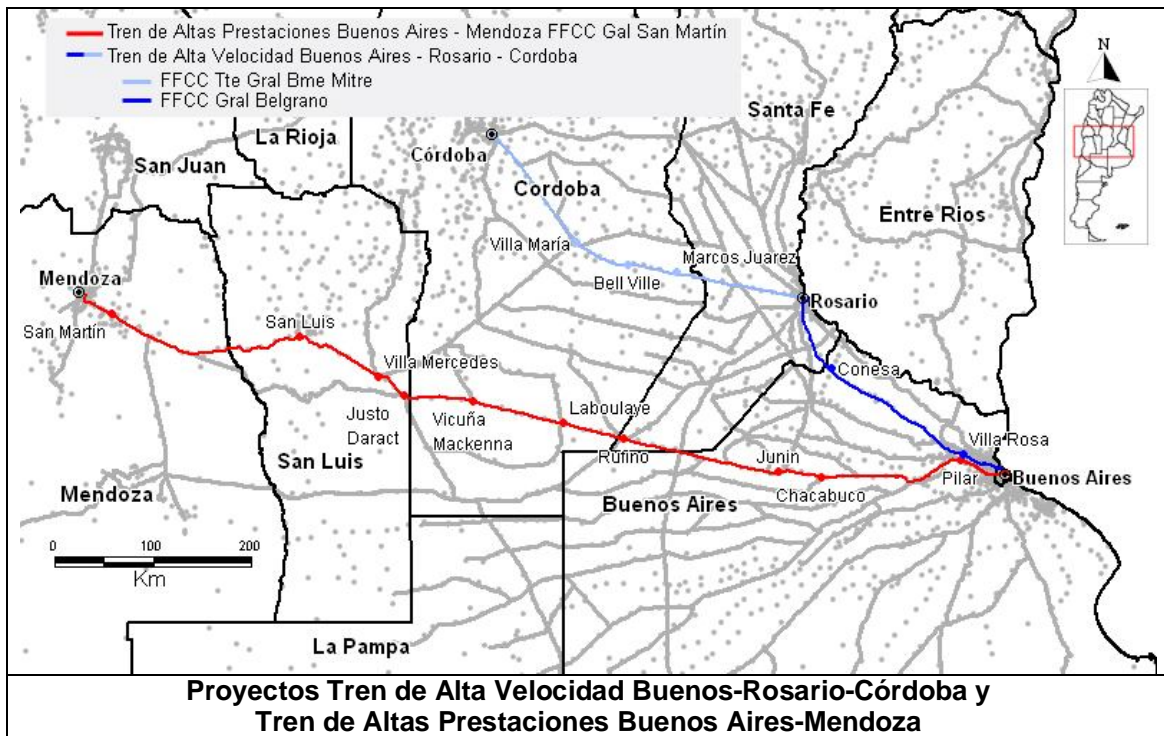 Tren de Altas Prestaciones Buenos Aires - Mendoza FFCC Gal San Martín
Tren de Alta Velocidad Buenos Aires - Rosario - Cordoba
FFCC Tte Gral Bme Mitre
FFCC Gral Belgrano
N
Santa Fe
La Rioja
Córdoba
San Juan
Cordoba
Entre Rios
Villa María
Marcos Juarez
Mendoza
Bell Ville
Rosario
San Martín
San Luis
Villa Mercedes
Conesa
Justo
Daract
Vicuña
Mackenna
Laboulaye
Rufino
Junin
Villa Rosa
San Luis
Pilar
Buenos Aires
Mendoza
Buenos Aires
Chacabuco
0 100 200
Km
La Pampa
Proyectos Tren de Alta Velocidad Buenos-Rosario-Córdoba y
Tren de Altas Prestaciones Buenos Aires-Mendoza